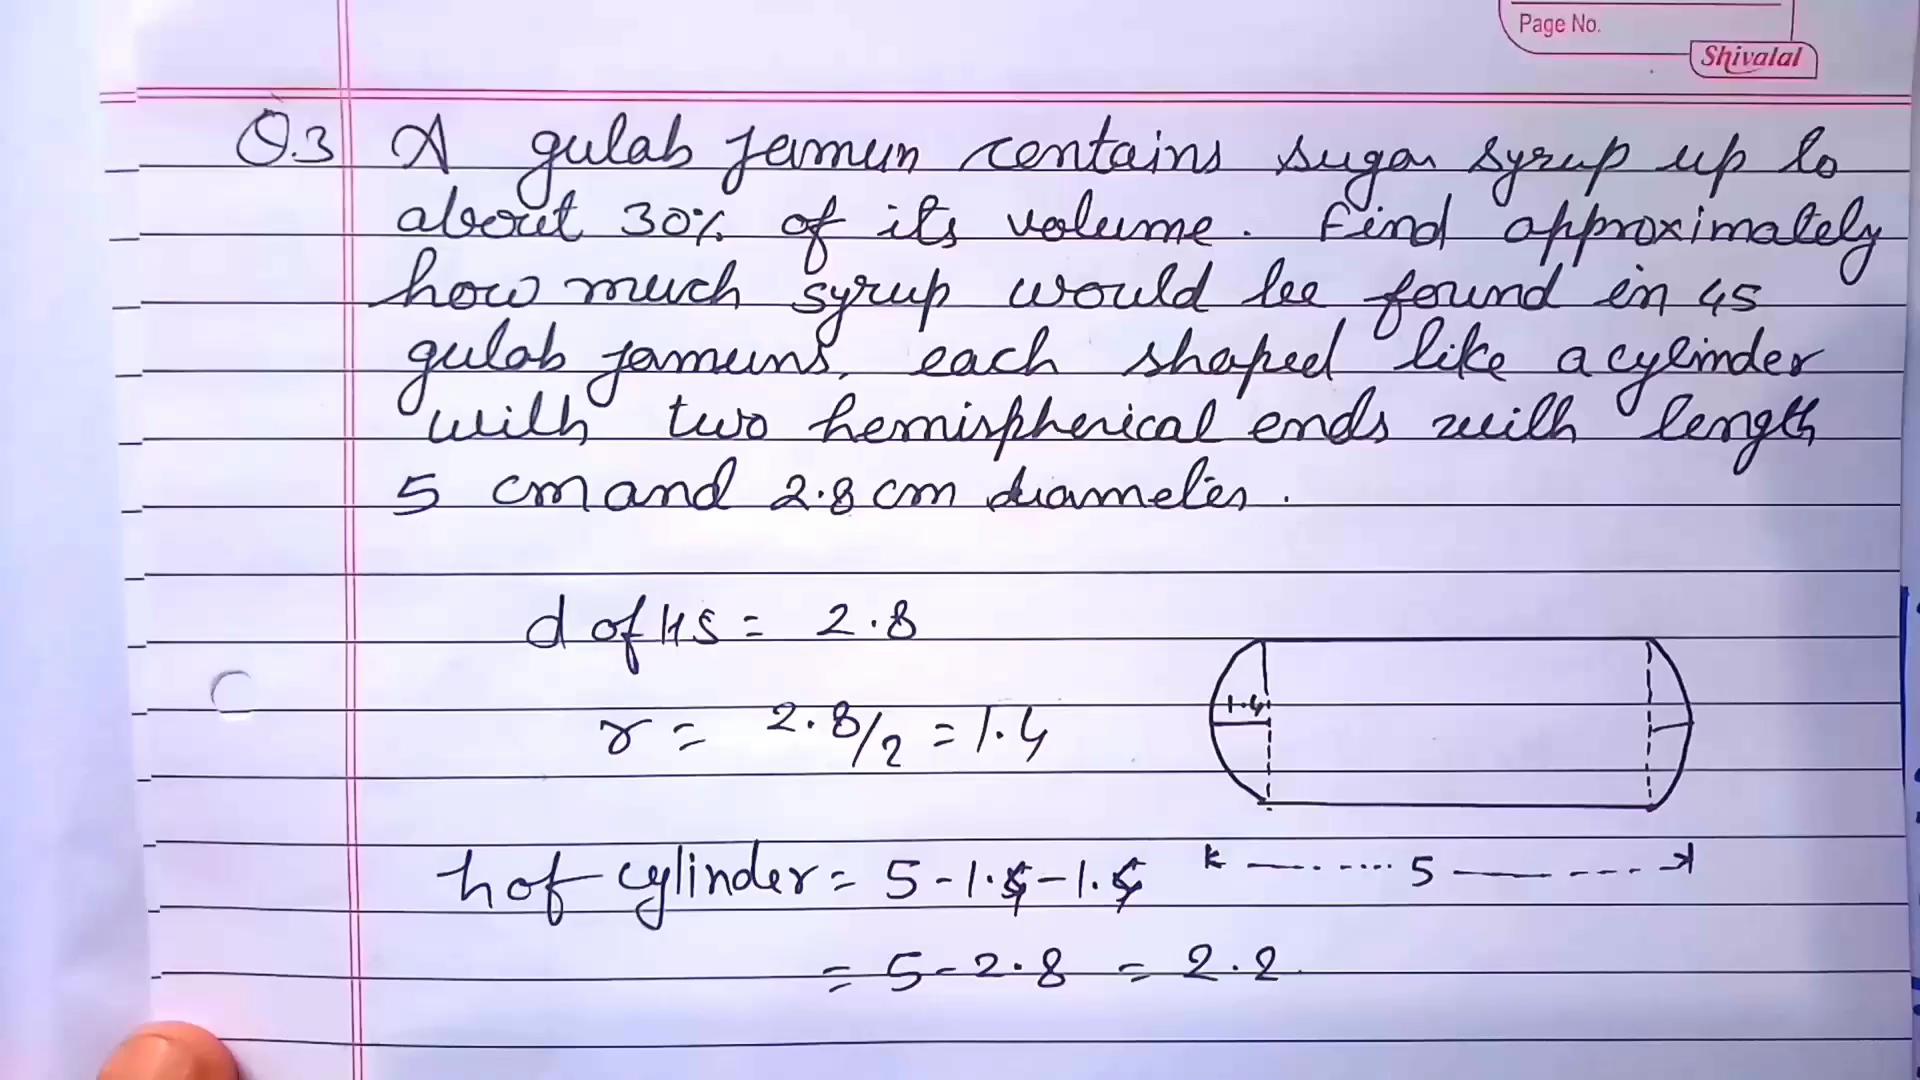 Page No.
Shivalal
Q.3 A gulab jamun contains sugar syrup up to
about 30% of its volume. Find approximately
how much syrup would be found in 45
gulab jamuns, each shaped like a cylinder
with two hemispherical ends with length
5 cm and 2.8 cm diameter.
d of HS = 2.8
r = 2.8/2 = 1.4
1.4
h of cylinder = 5 - 1.4 - 1.4
5
= 5 - 2.8 = 2.2